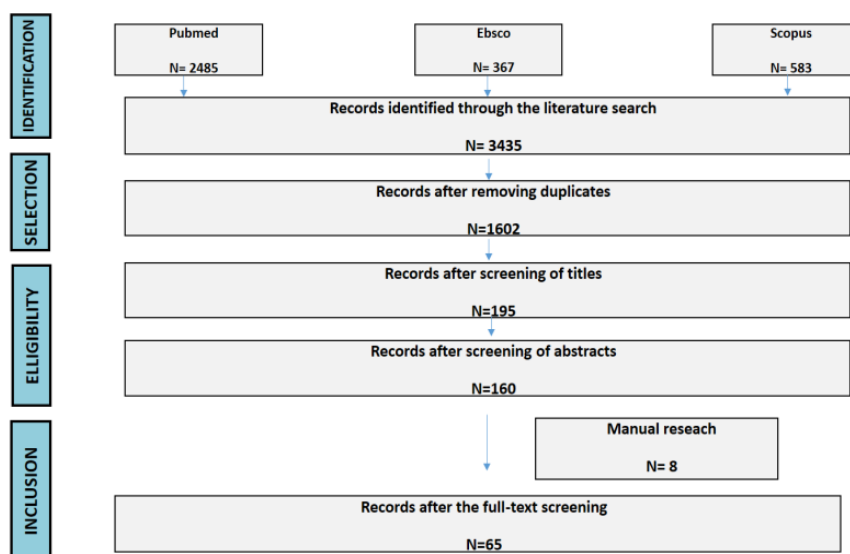 IDENTIFICATION
Pubmed
N= 2485
Ebsco
N= 367
Scopus
N= 583
Records identified through the literature search
N= 3435
SELECTION
Records after removing duplicates
N=1602
ELLIGIBILITY
Records after screening of titles
N=195
Records after screening of abstracts
N=160
INCLUSION
Manual reseach
N= 8
Records after the full-text screening
N=65